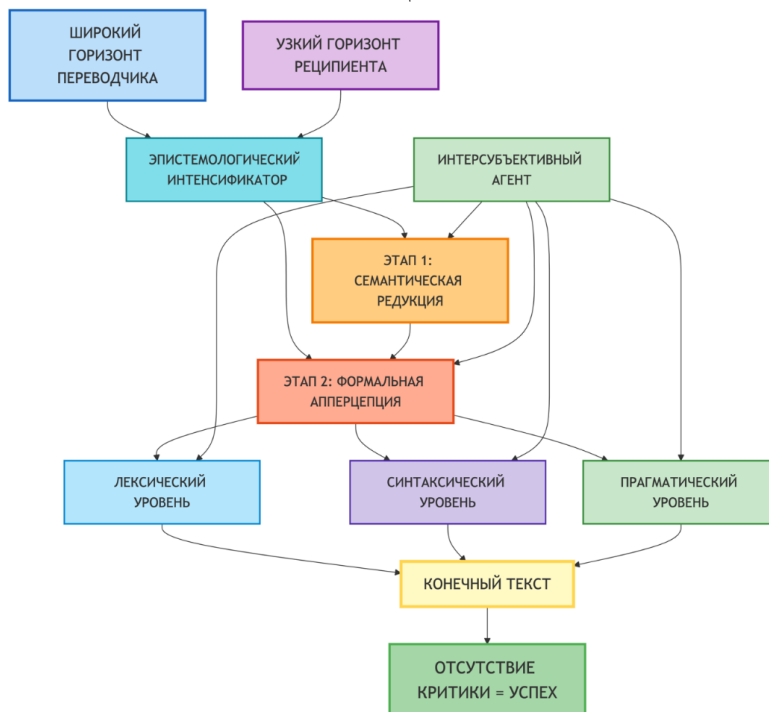 ШИРОКИЙ
ГОРИЗОНТ
ПЕРЕВОДЧИКА
УЗКИЙ ГОРИЗОНТ
РЕЦИПИЕНТА
ЭПИСТЕМОЛОГИЧЕСКИЙ
ИНТЕНСИФИКАТОР
ИНТЕРСУБЪЕКТИВНЫЙ
АГЕНТ
ЭТАП 1:
СЕМАНТИЧЕСКАЯ
РЕДУКЦИЯ
ЭТАП 2: ФОРМАЛЬНАЯ
АППЕРЦЕПЦИЯ
ЛЕКСИЧЕСКИЙ
УРОВЕНЬ
СИНТАКСИЧЕСКИЙ
УРОВЕНЬ
ПРАГМАТИЧЕСКИЙ
УРОВЕНЬ
КОНЕЧНЫЙ ТЕКСТ
ОТСУТСТВИЕ
КРИТИКИ = УСПЕХ